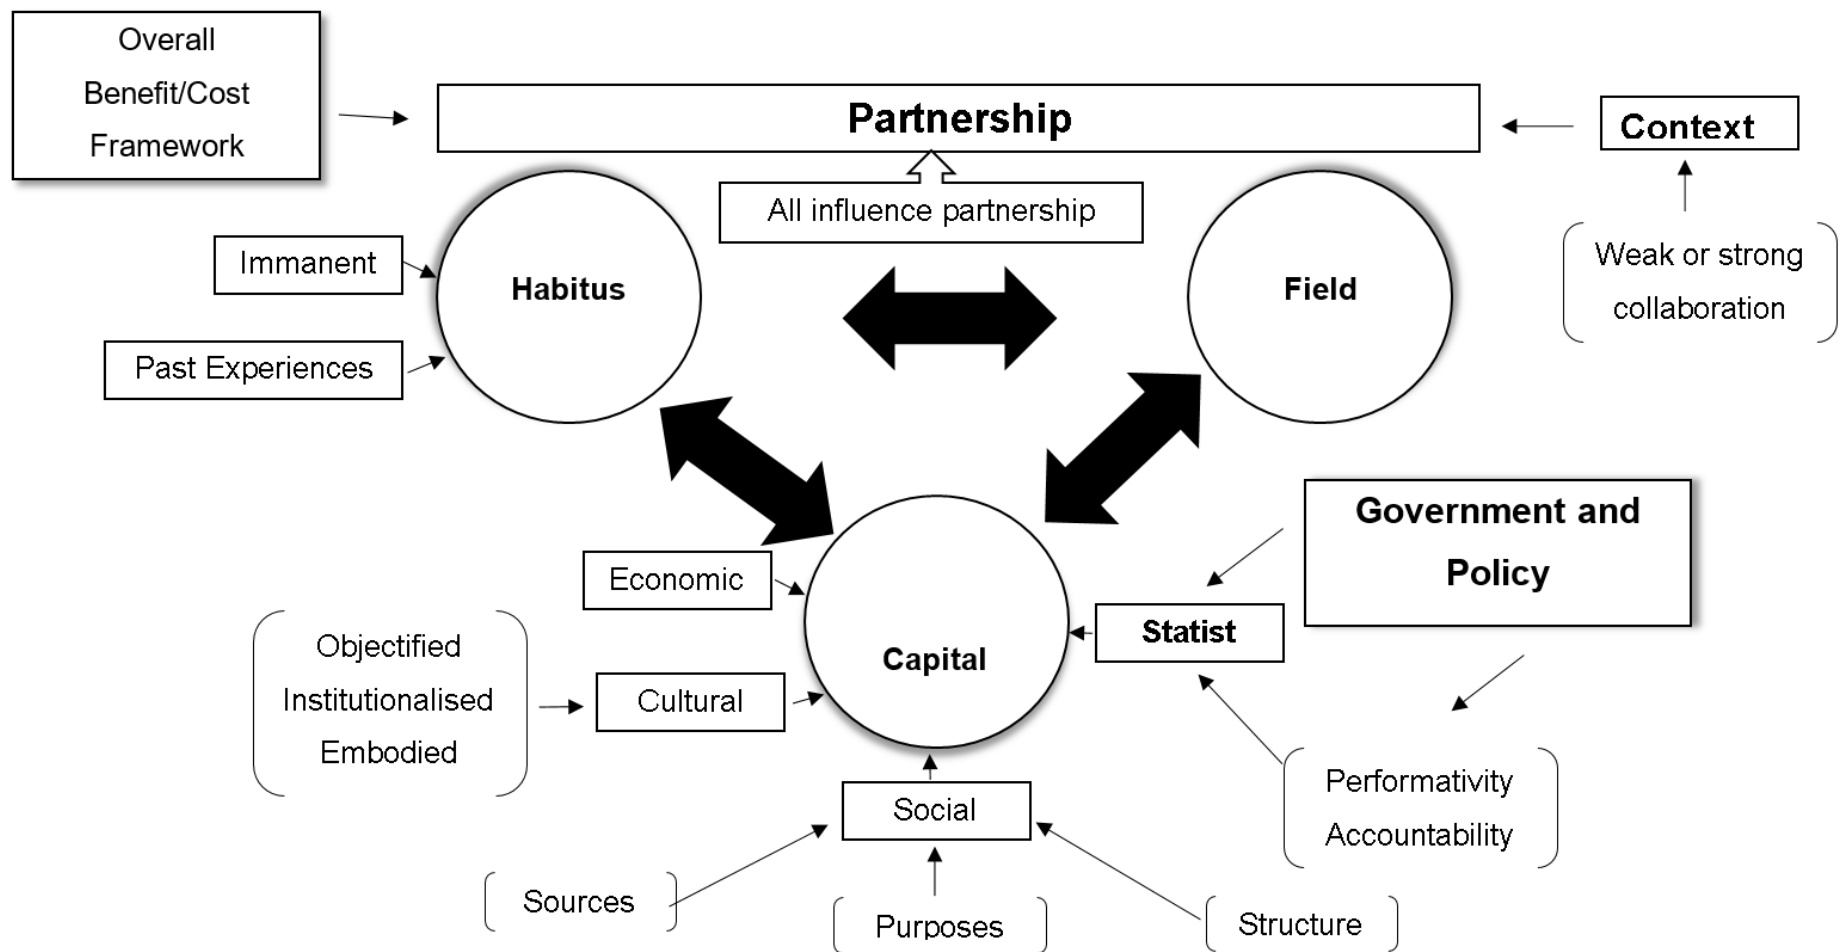 Overall
Benefit/Cost
Framework
Partnership
Context
All influence partnership
Weak or strong
collaboration
Immanent
Habitus
Field
Past Experiences
Government and
Policy
Economic
Statist
Capital
Objectified
Institutionalised
Embodied
Cultural
Performativity
Accountability
Social
Sources
Purposes
Structure